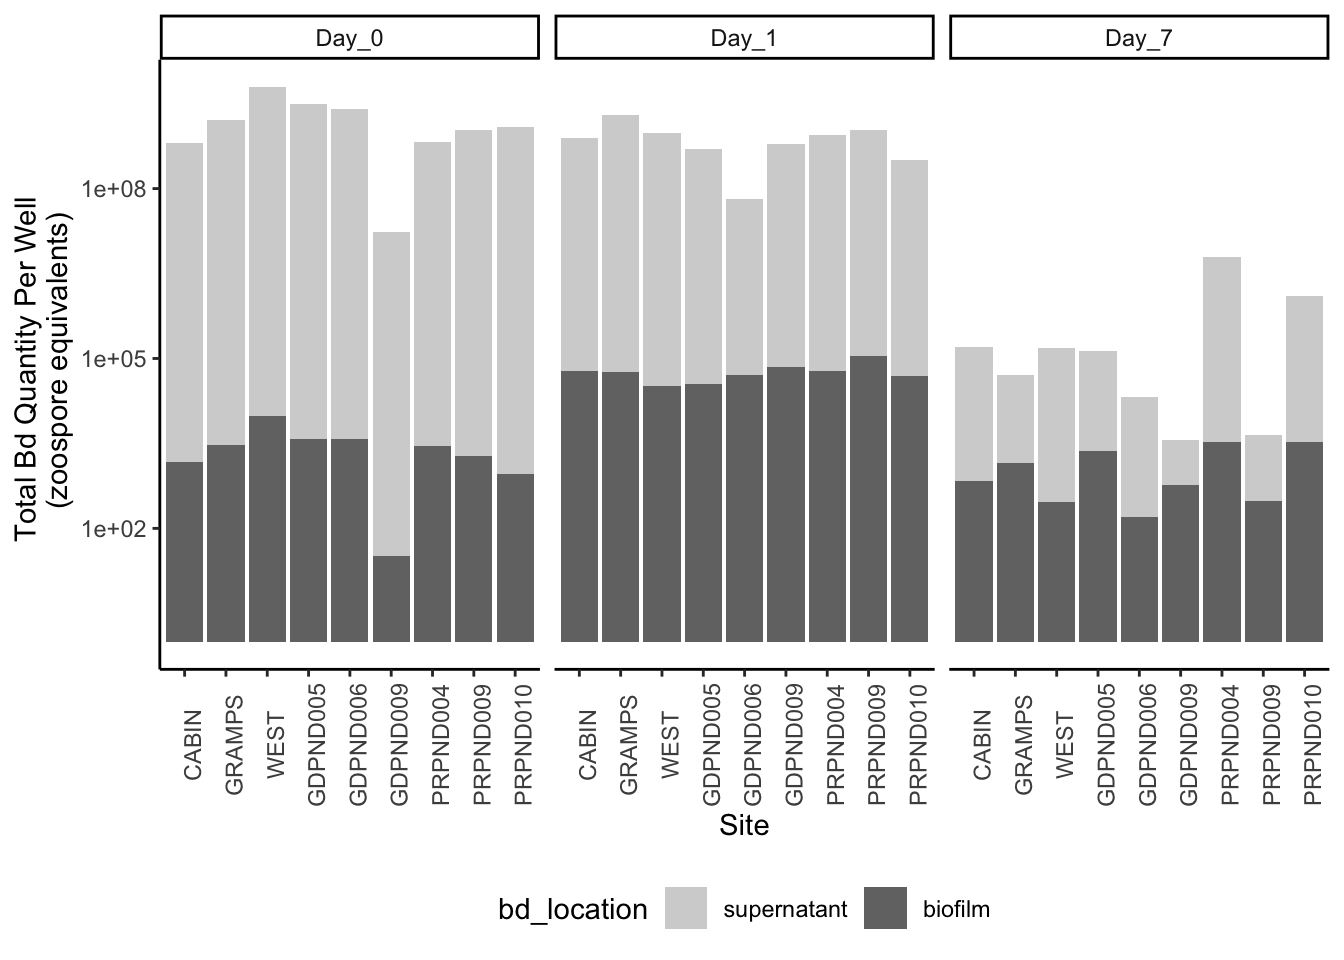 Day_0
Day_1
Day_7
Total Bd Quantity Per Well
(zoospore equivalents)
1e+08
1e+05
1e+02
CABIN
GRAMPS
WEST
GDPND005
GDPND006
GDPND009
PRPND004
PRPND009
PRPND010
CABIN
GRAMPS
WEST
GDPND005
GDPND006
GDPND009
PRPND004
PRPND009
PRPND010
CABIN
GRAMPS
WEST
GDPND005
GDPND006
GDPND009
PRPND004
PRPND009
PRPND010
Site
bd_location supernatant biofilm